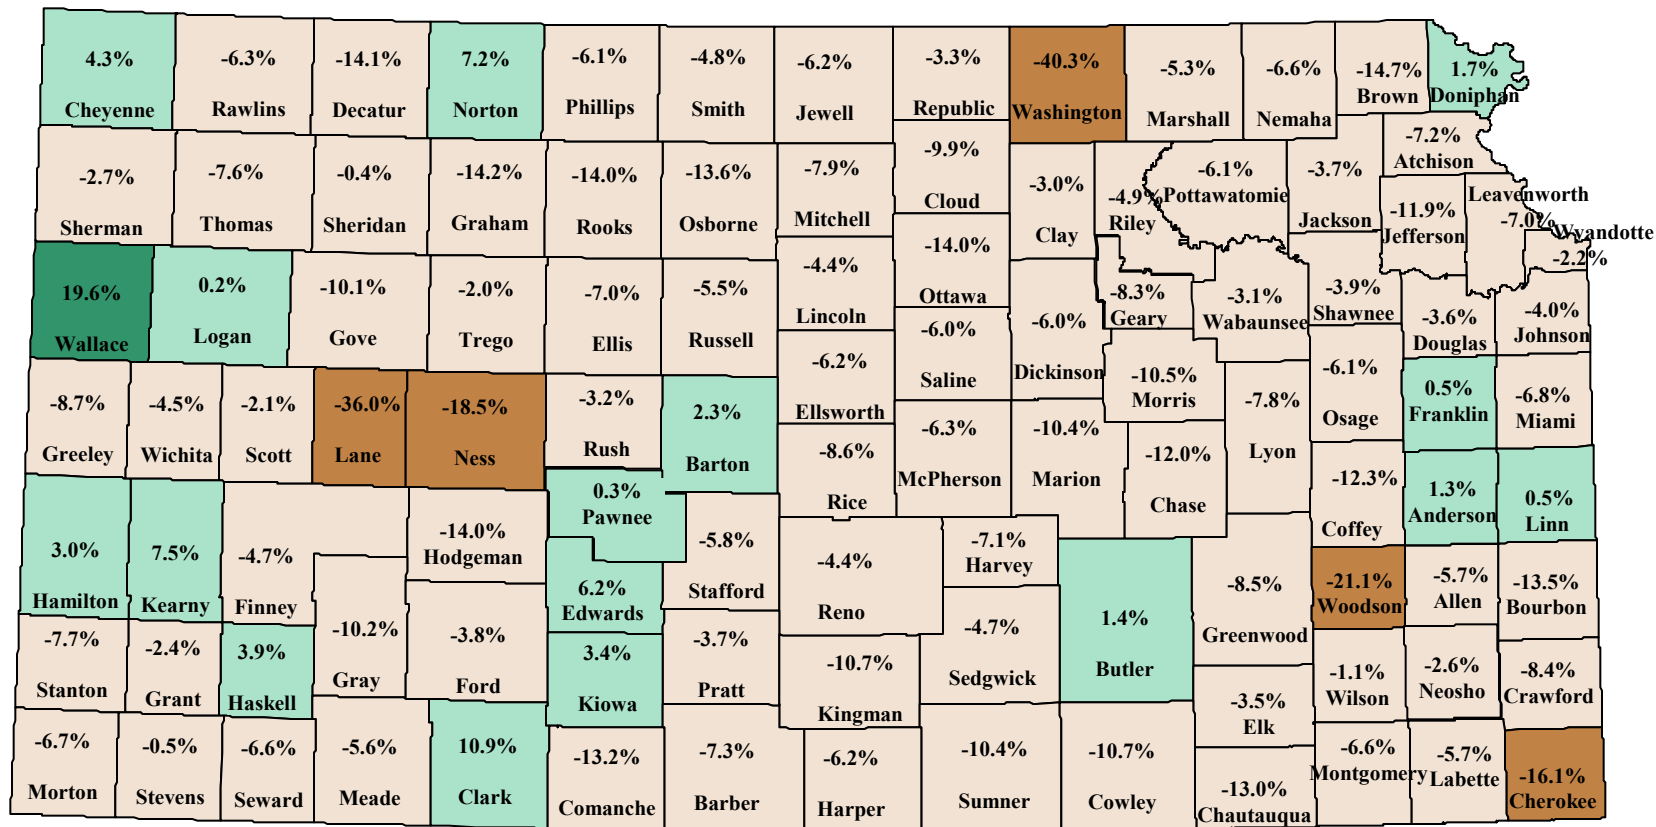 4.3%
Cheyenne
-6.3%
Rawlins
-14.1%
Decatur
7.2%
Norton
-6.1%
Phillips
-4.8%
Smith
-6.2%
Jewell
-3.3%
Republic
-40.3%
Washington
-5.3%
Marshall
-6.6%
Nemaha
-14.7%
Brown
1.7%
Doniphan
-2.7%
Sherman
-7.6%
Thomas
-0.4%
Sheridan
-14.2%
Graham
-14.0%
Rooks
-13.6%
Osborne
-7.9%
Mitchell
-9.9%
Cloud
-3.0%
Clay
-4.9%
Riley
-6.1%
Pottawatomie
-3.7%
Jackson
-7.2%
Atchison
-11.9%
Jefferson
Leavenworth
-7.0%
Wyandotte
-2.2%
19.6%
Wallace
0.2%
Logan
-10.1%
Gove
-2.0%
Trego
-7.0%
Ellis
-5.5%
Russell
-4.4%
Lincoln
-14.0%
Ottawa
-6.0%
Saline
-6.0%
Dickinson
-8.3%
Geary
-3.1%
Wabaunsee
-3.9%
Shawnee
-3.6%
Douglas
-4.0%
Johnson
-8.7%
Greeley
-4.5%
Wichita
-2.1%
Scott
-36.0%
Lane
-18.5%
Ness
-3.2%
Rush
2.3%
Barton
-6.2%
Ellsworth
-8.6%
Rice
-6.3%
McPherson
-10.4%
Marion
-10.5%
Morris
-12.0%
Chase
-7.8%
Lyon
-6.1%
Osage
0.5%
Franklin
-6.8%
Miami
-12.3%
Coffey
1.3%
Anderson
0.5%
Linn
3.0%
Hamilton
7.5%
Kearny
-4.7%
Finney
-14.0%
Hodgeman
0.3%
Pawnee
6.2%
Edwards
-5.8%
Stafford
-4.4%
Reno
-7.1%
Harvey
1.4%
Butler
-8.5%
Greenwood
-21.1%
Woodson
-5.7%
Allen
-13.5%
Bourbon
-7.7%
Stanton
-2.4%
Grant
3.9%
Haskell
-10.2%
Gray
-3.8%
Ford
3.4%
Kiowa
-3.7%
Pratt
-10.7%
Kingman
-4.7%
Sedgwick
-3.5%
Elk
-1.1%
Wilson
-2.6%
Neosho
-8.4%
Crawford
-6.7%
Morton
-0.5%
Stevens
-6.6%
Seward
-5.6%
Meade
10.9%
Clark
-13.2%
Comanche
-7.3%
Barber
-6.2%
Harper
-10.4%
Sumner
-10.7%
Cowley
-13.0%
Chautauqua
-6.6%
Montgomery
-5.7%
Labette
-16.1%
Cherokee